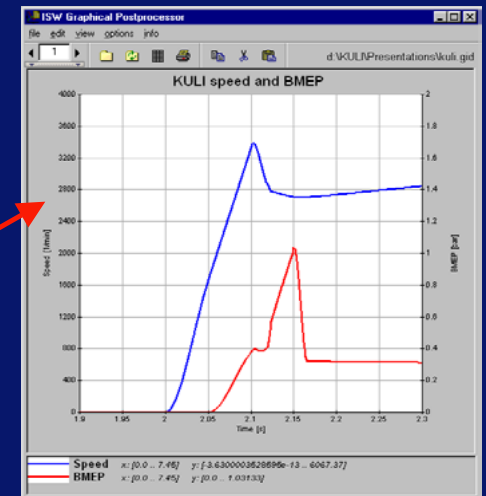 ISW Graphical Postprocessor
file edit view options info
1
d:\KULI\Presentations\kuli.gid
KULI speed and BMEP
4000
3600
3200
2800
2400
2000
1600
1200
800
400
0
Speed [1/min]
2
1.8
1.6
1.4
1.2
1
0.8
0.6
0.4
0.2
0
BMEP [bar]
1.9 1.95 2 2.05 2.1 2.15 2.2 2.25 2.3
Time [s]
Speed x: [0.0 .. 7.45] y: [-3.6300003528595e-13 .. 6067.37]
BMEP x: [0.0 .. 7.45] y: [0.0 .. 1.03133]